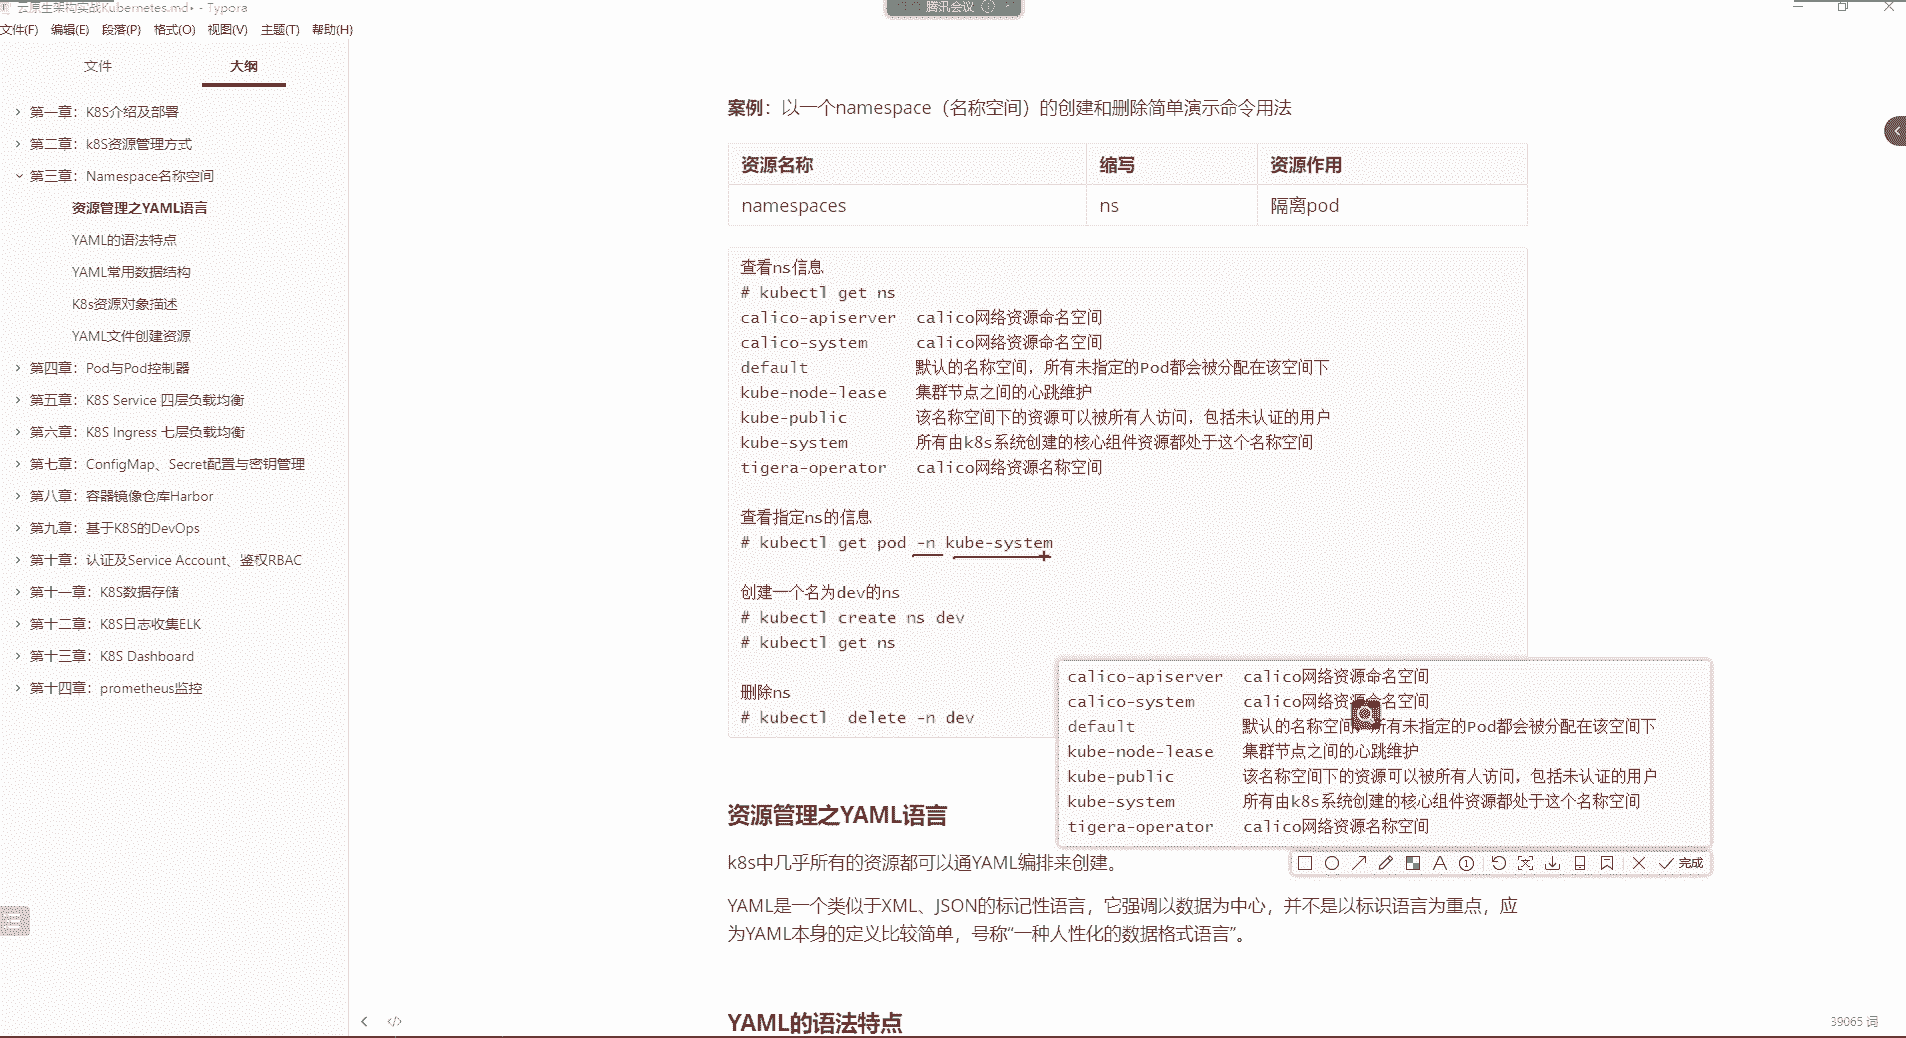 云原生架构实战Kubernetes.md• - Typora
腾讯会议
文件(F) 编辑(E) 段落(P) 格式(O) 视图(V) 主题(T) 帮助(H)
文件 大纲
第一章：K8S介绍及部署
第二章：k8S资源管理方式
第三章：Namespace名称空间
资源管理之YAML语言
YAML的语法特点
YAML常用数据结构
K8s资源对象描述
YAML文件创建资源
第四章：Pod与Pod控制器
第五章：K8S Service 四层负载均衡
第六章：K8S Ingress 七层负载均衡
第七章：ConfigMap、Secret配置与密钥管理
第八章：容器镜像仓库Harbor
第九章：基于K8S的DevOps
第十章：认证及Service Account、鉴权RBAC
第十一章：K8S数据存储
第十二章：K8S日志收集ELK
第十三章：K8S Dashboard
第十四章：prometheus监控
案例：以一个namespace（名称空间）的创建和删除简单演示命令用法
资源名称 缩写 资源作用
namespaces ns 隔离pod
查看ns信息
# kubectl get ns
calico-apiserver calico网络资源命名空间
calico-system calico网络资源命名空间
default 默认的名称空间，所有未指定的Pod都会被分配在该空间下
kube-node-lease 集群节点之间的心跳维护
kube-public 该名称空间下的资源可以被所有人访问，包括未认证的用户
kube-system 所有由k8s系统创建的核心组件资源都处于这个名称空间
tigera-operator calico网络资源名称空间
查看指定ns的信息
# kubectl get pod -n kube-system
创建一个名为dev的ns
# kubectl create ns dev
# kubectl get ns
删除ns
# kubectl delete -n dev
calico-apiserver calico网络资源命名空间
calico-system calico网络资源命名空间
default 默认的名称空间，所有未指定的Pod都会被分配在该空间下
kube-node-lease 集群节点之间的心跳维护
kube-public 该名称空间下的资源可以被所有人访问，包括未认证的用户
kube-system 所有由k8s系统创建的核心组件资源都处于这个名称空间
tigera-operator calico网络资源名称空间
完成
资源管理之YAML语言
k8s中几乎所有的资源都可以通YAML编排来创建。
YAML是一个类似于XML、JSON的标记性语言，它强调以数据为中心，并不是以标识语言为重点，应
为YAML本身的定义比较简单，号称“一种人性化的数据格式语言”。
YAML的语法特点
39065 词